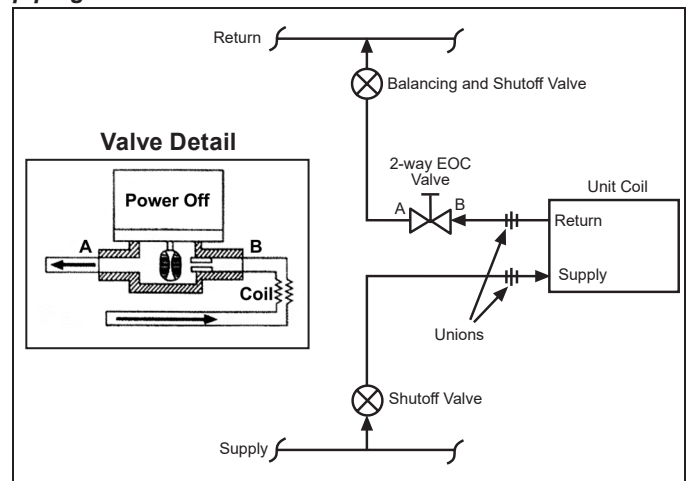 Return
Balancing and Shutoff Valve
Valve Detail
2-way EOC
Valve
Unit Coil
Power Off
A
B
Return
A
B
Coil
Supply
Unions
Shutoff Valve
Supply